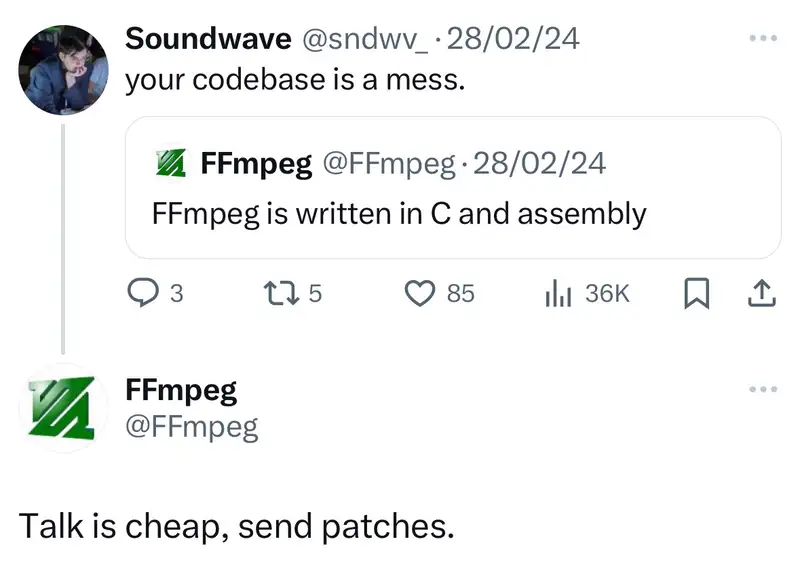 Soundwave @sndwv_ · 28/02/24
your codebase is a mess.
FFmpeg @FFmpeg · 28/02/24
FFmpeg is written in C and assembly
3 5 85 36K
FFmpeg
@FFmpeg
Talk is cheap, send patches.